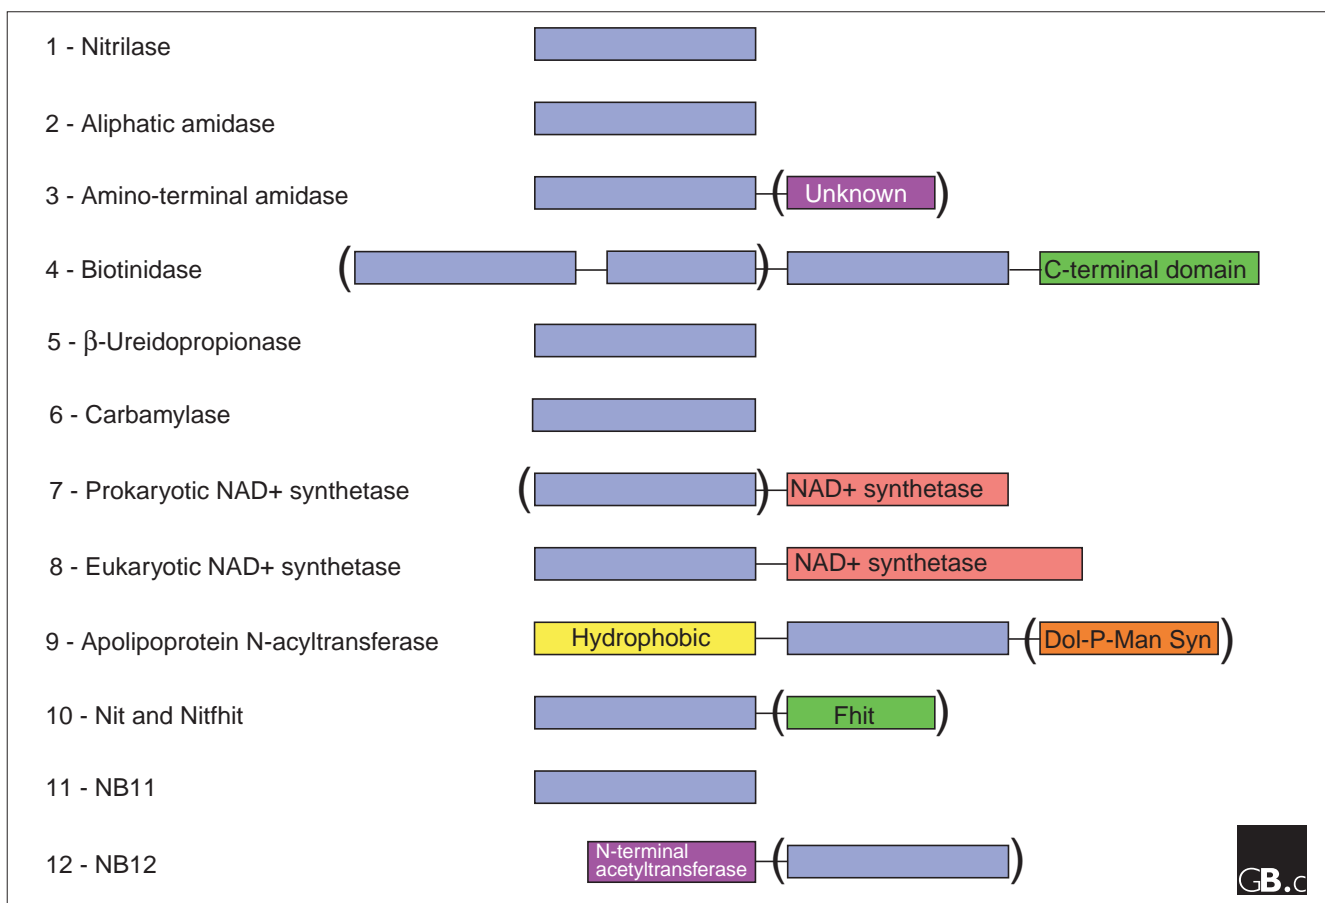 1 - Nitrilase
2 - Aliphatic amidase
3 - Amino-terminal amidase
( Unknown )
4 - Biotinidase
( ) C-terminal domain
5 - β-Ureidopropionase
6 - Carbamylase
7 - Prokaryotic NAD+ synthetase
( ) NAD+ synthetase
8 - Eukaryotic NAD+ synthetase
NAD+ synthetase
9 - Apolipoprotein N-acyltransferase
Hydrophobic
( Dol-P-Man Syn )
10 - Nit and Nitfhit
( Fhit )
11 - NB11
12 - NB12
N-terminal
acetyltransferase
( )
GB.c